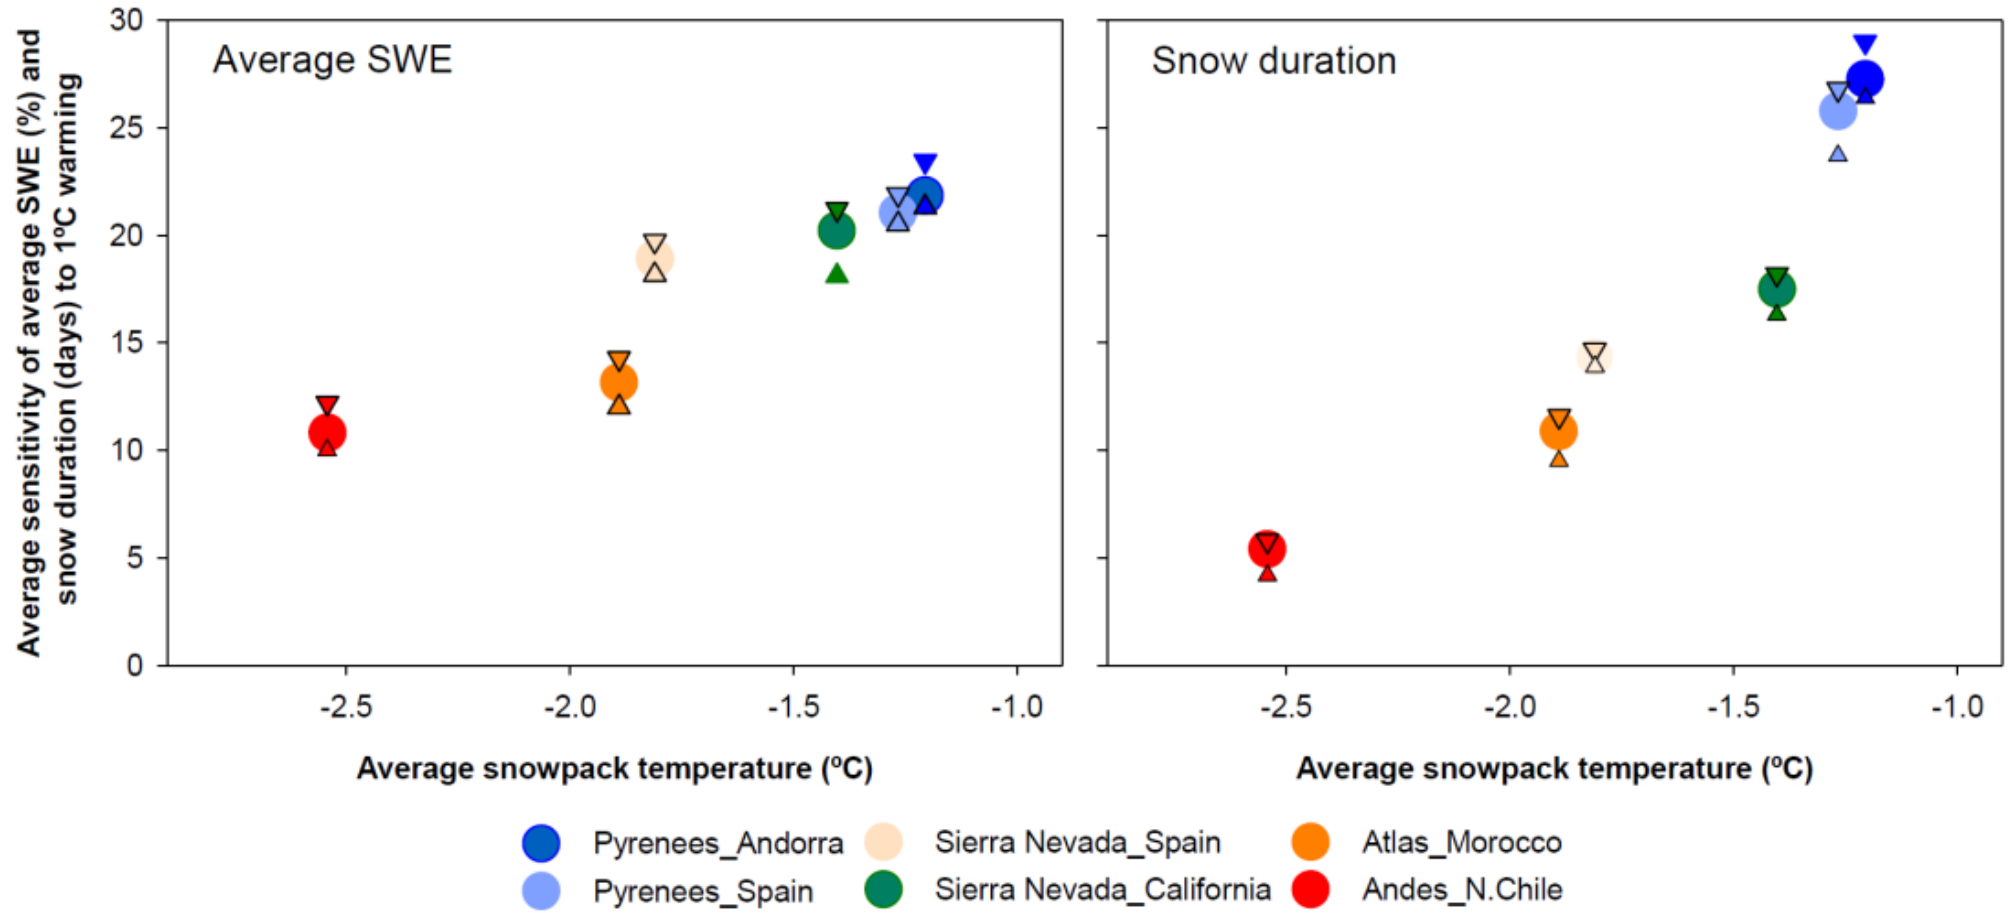 Average sensitivity of average SWE (%) and
snow duration (days) to 1ºC warming
30
25
20
15
10
5
0
Average SWE
Snow duration
-2.5 -2.0 -1.5 -1.0
-2.5 -2.0 -1.5 -1.0
Average snowpack temperature (ºC)
Average snowpack temperature (ºC)
Pyrenees_Andorra Sierra Nevada_Spain Atlas_Morocco
Pyrenees_Spain Sierra Nevada_California Andes_N.Chile